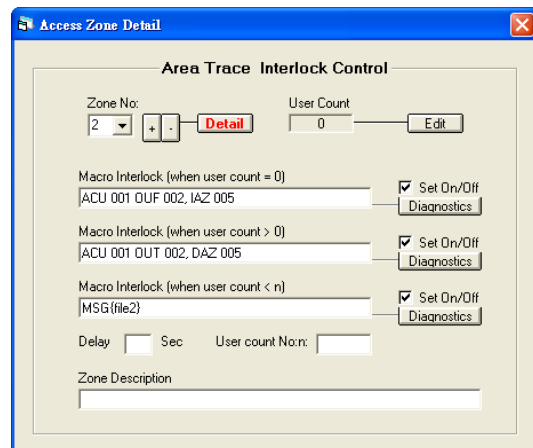 Access Zone Detail
Area Trace Interlock Control
Zone No: User Count
2 + - Detail 0 Edit
Macro Interlock (when user count = 0)
Set On/Off
ACU 001 OUF 002, IAZ 005
Diagnostics
Macro Interlock (when user count > 0)
Set On/Off
ACU 001 OUT 002, DAZ 005
Diagnostics
Macro Interlock (when user count < n)
Set On/Off
MSG{file2}
Diagnostics
Delay Sec User count No:n:
Zone Description